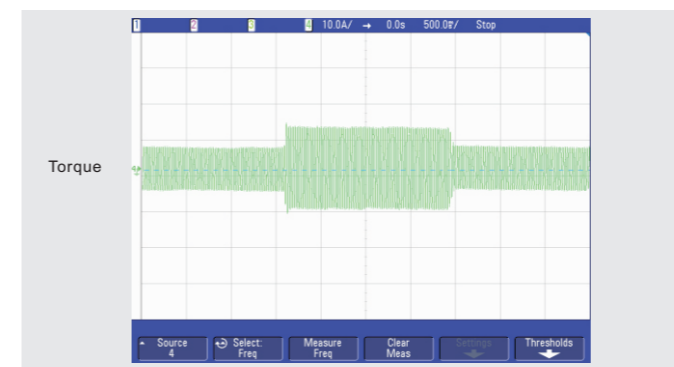 1 2 3 4 10.0A/ → 0.0s 500.0㎳/ Stop
Torque
Source
4
Select:
Freq
Measure
Freq
Clear
Meas
Settings
Thresholds